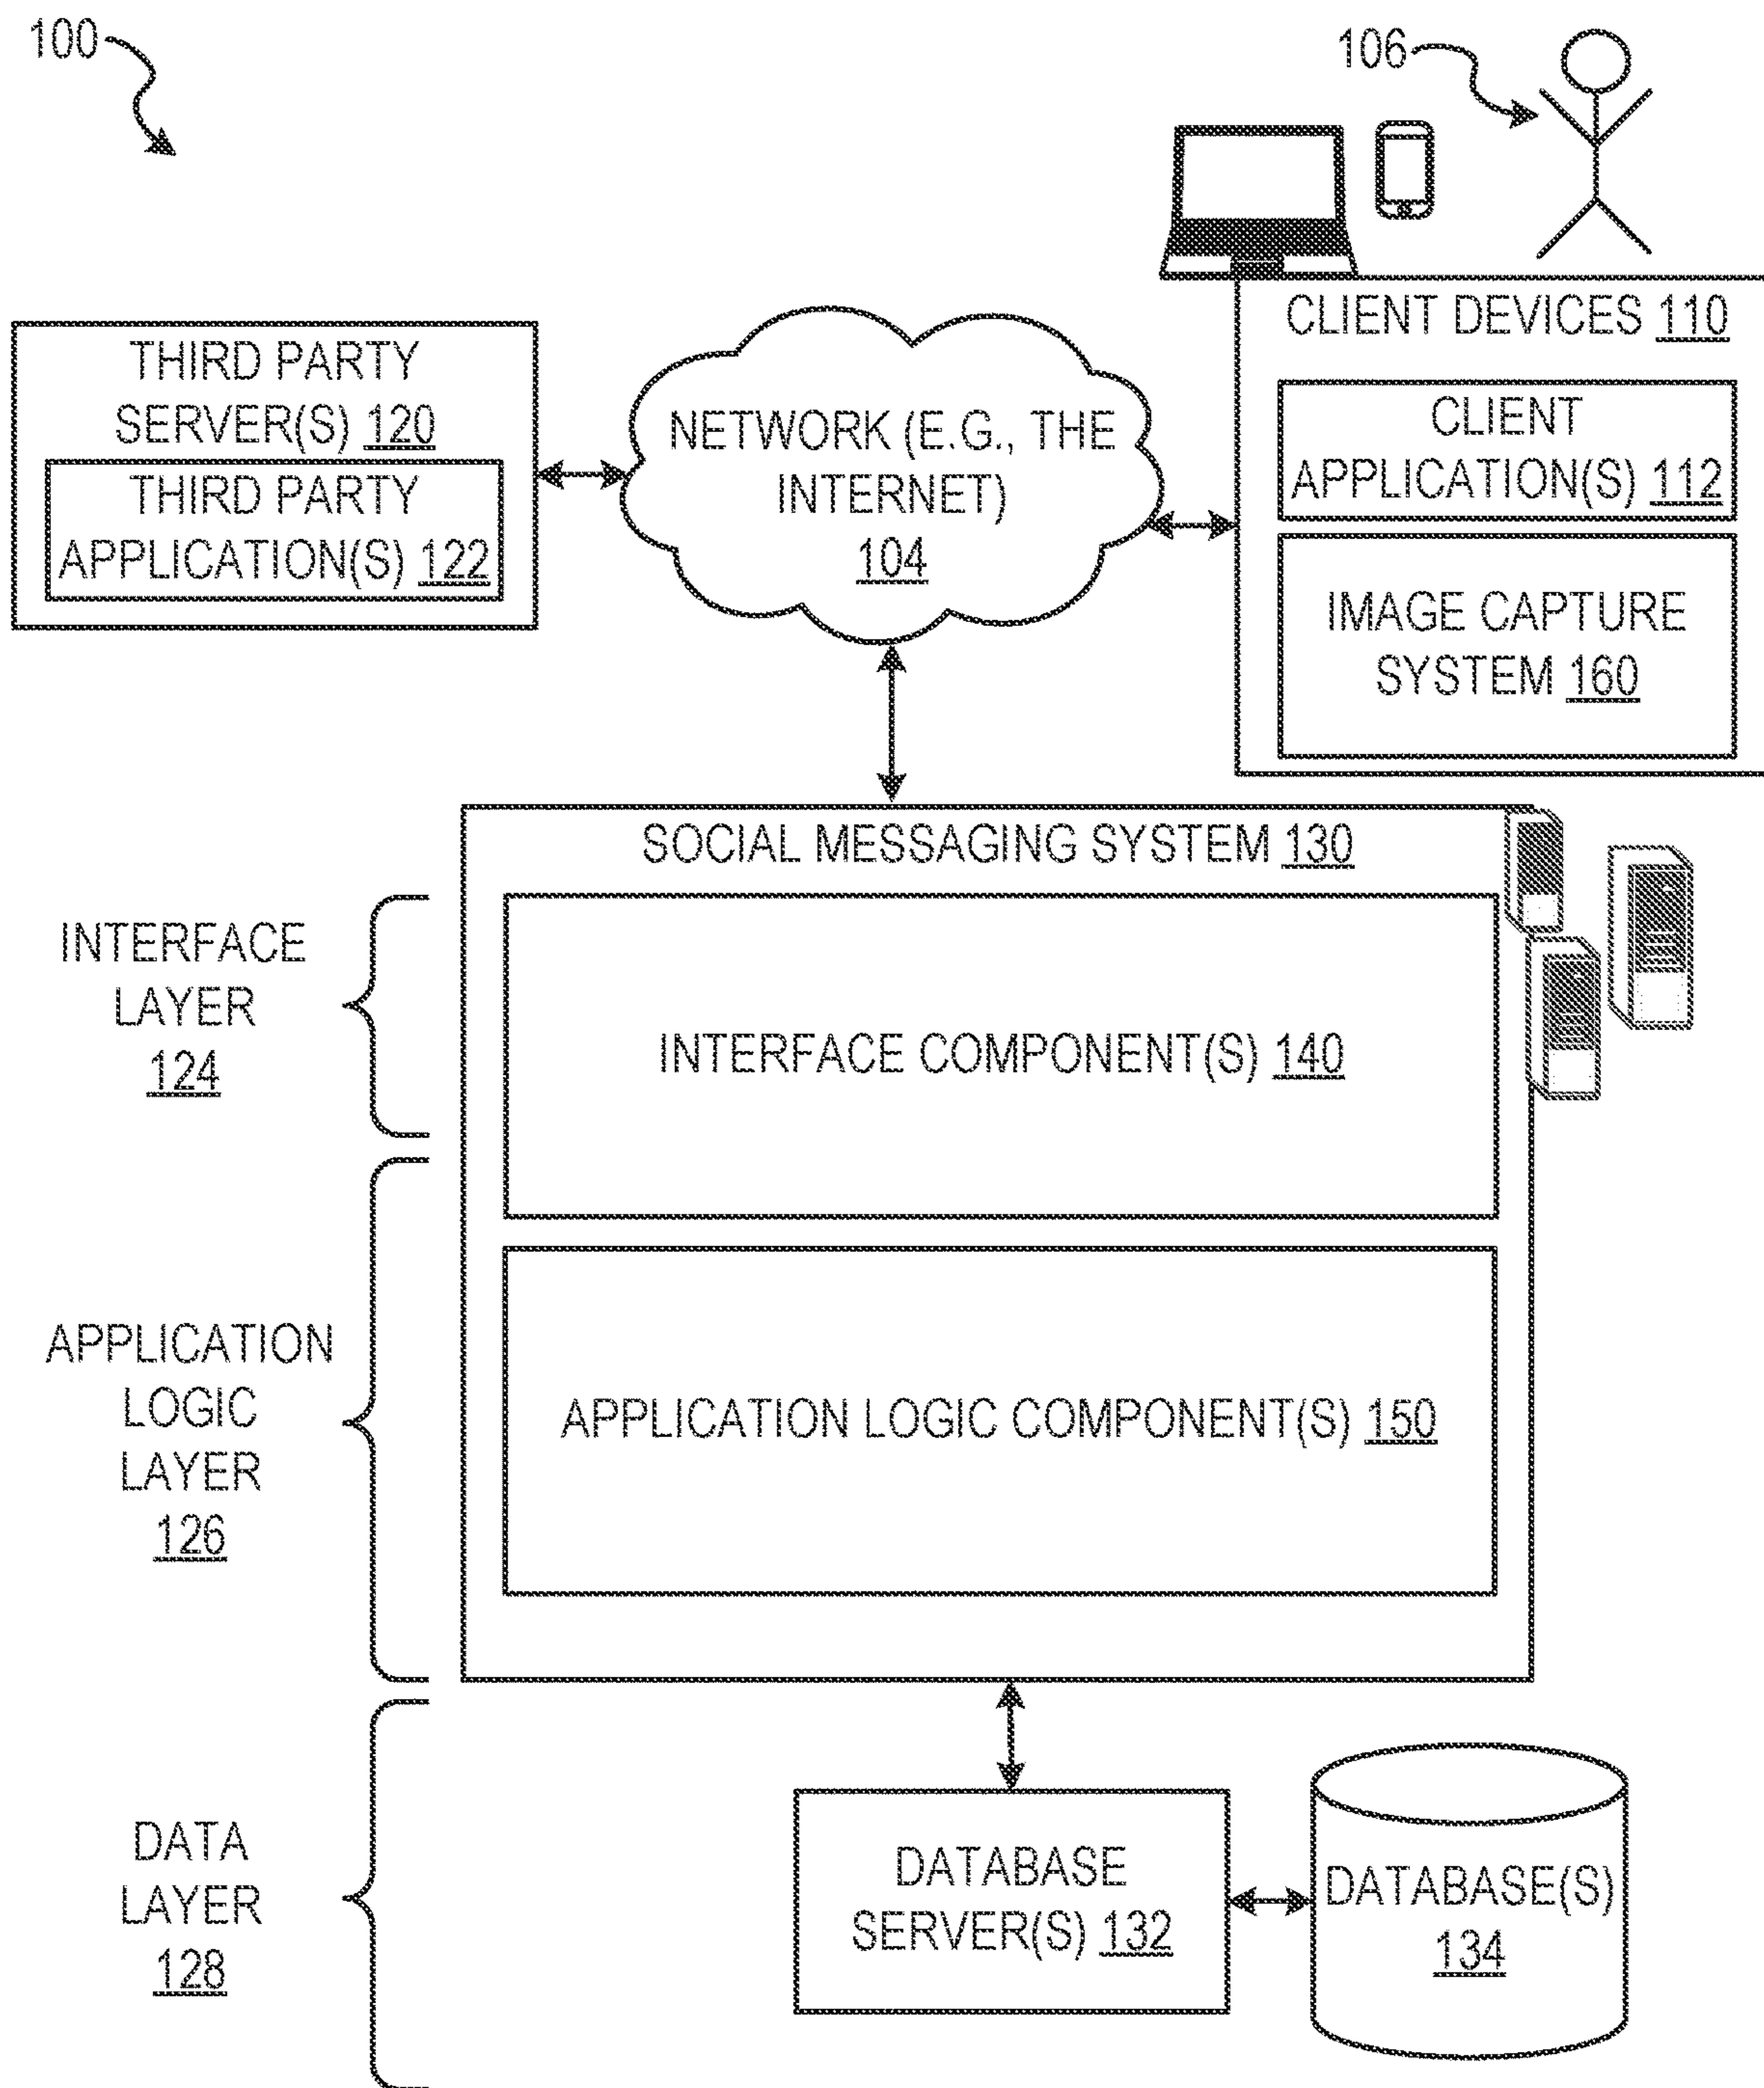 100
106
CLIENT DEVICES 110
CLIENT
APPLICATION(S) 112
IMAGE CAPTURE
SYSTEM 160
THIRD PARTY
SERVER(S) 120
THIRD PARTY
APPLICATION(S) 122
NETWORK (E.G., THE
INTERNET)
104
SOCIAL MESSAGING SYSTEM 130
INTERFACE
LAYER
124
INTERFACE COMPONENT(S) 140
APPLICATION
LOGIC
LAYER
126
APPLICATION LOGIC COMPONENT(S) 150
DATA
LAYER
128
DATABASE
SERVER(S) 132
DATABASE(S)
134